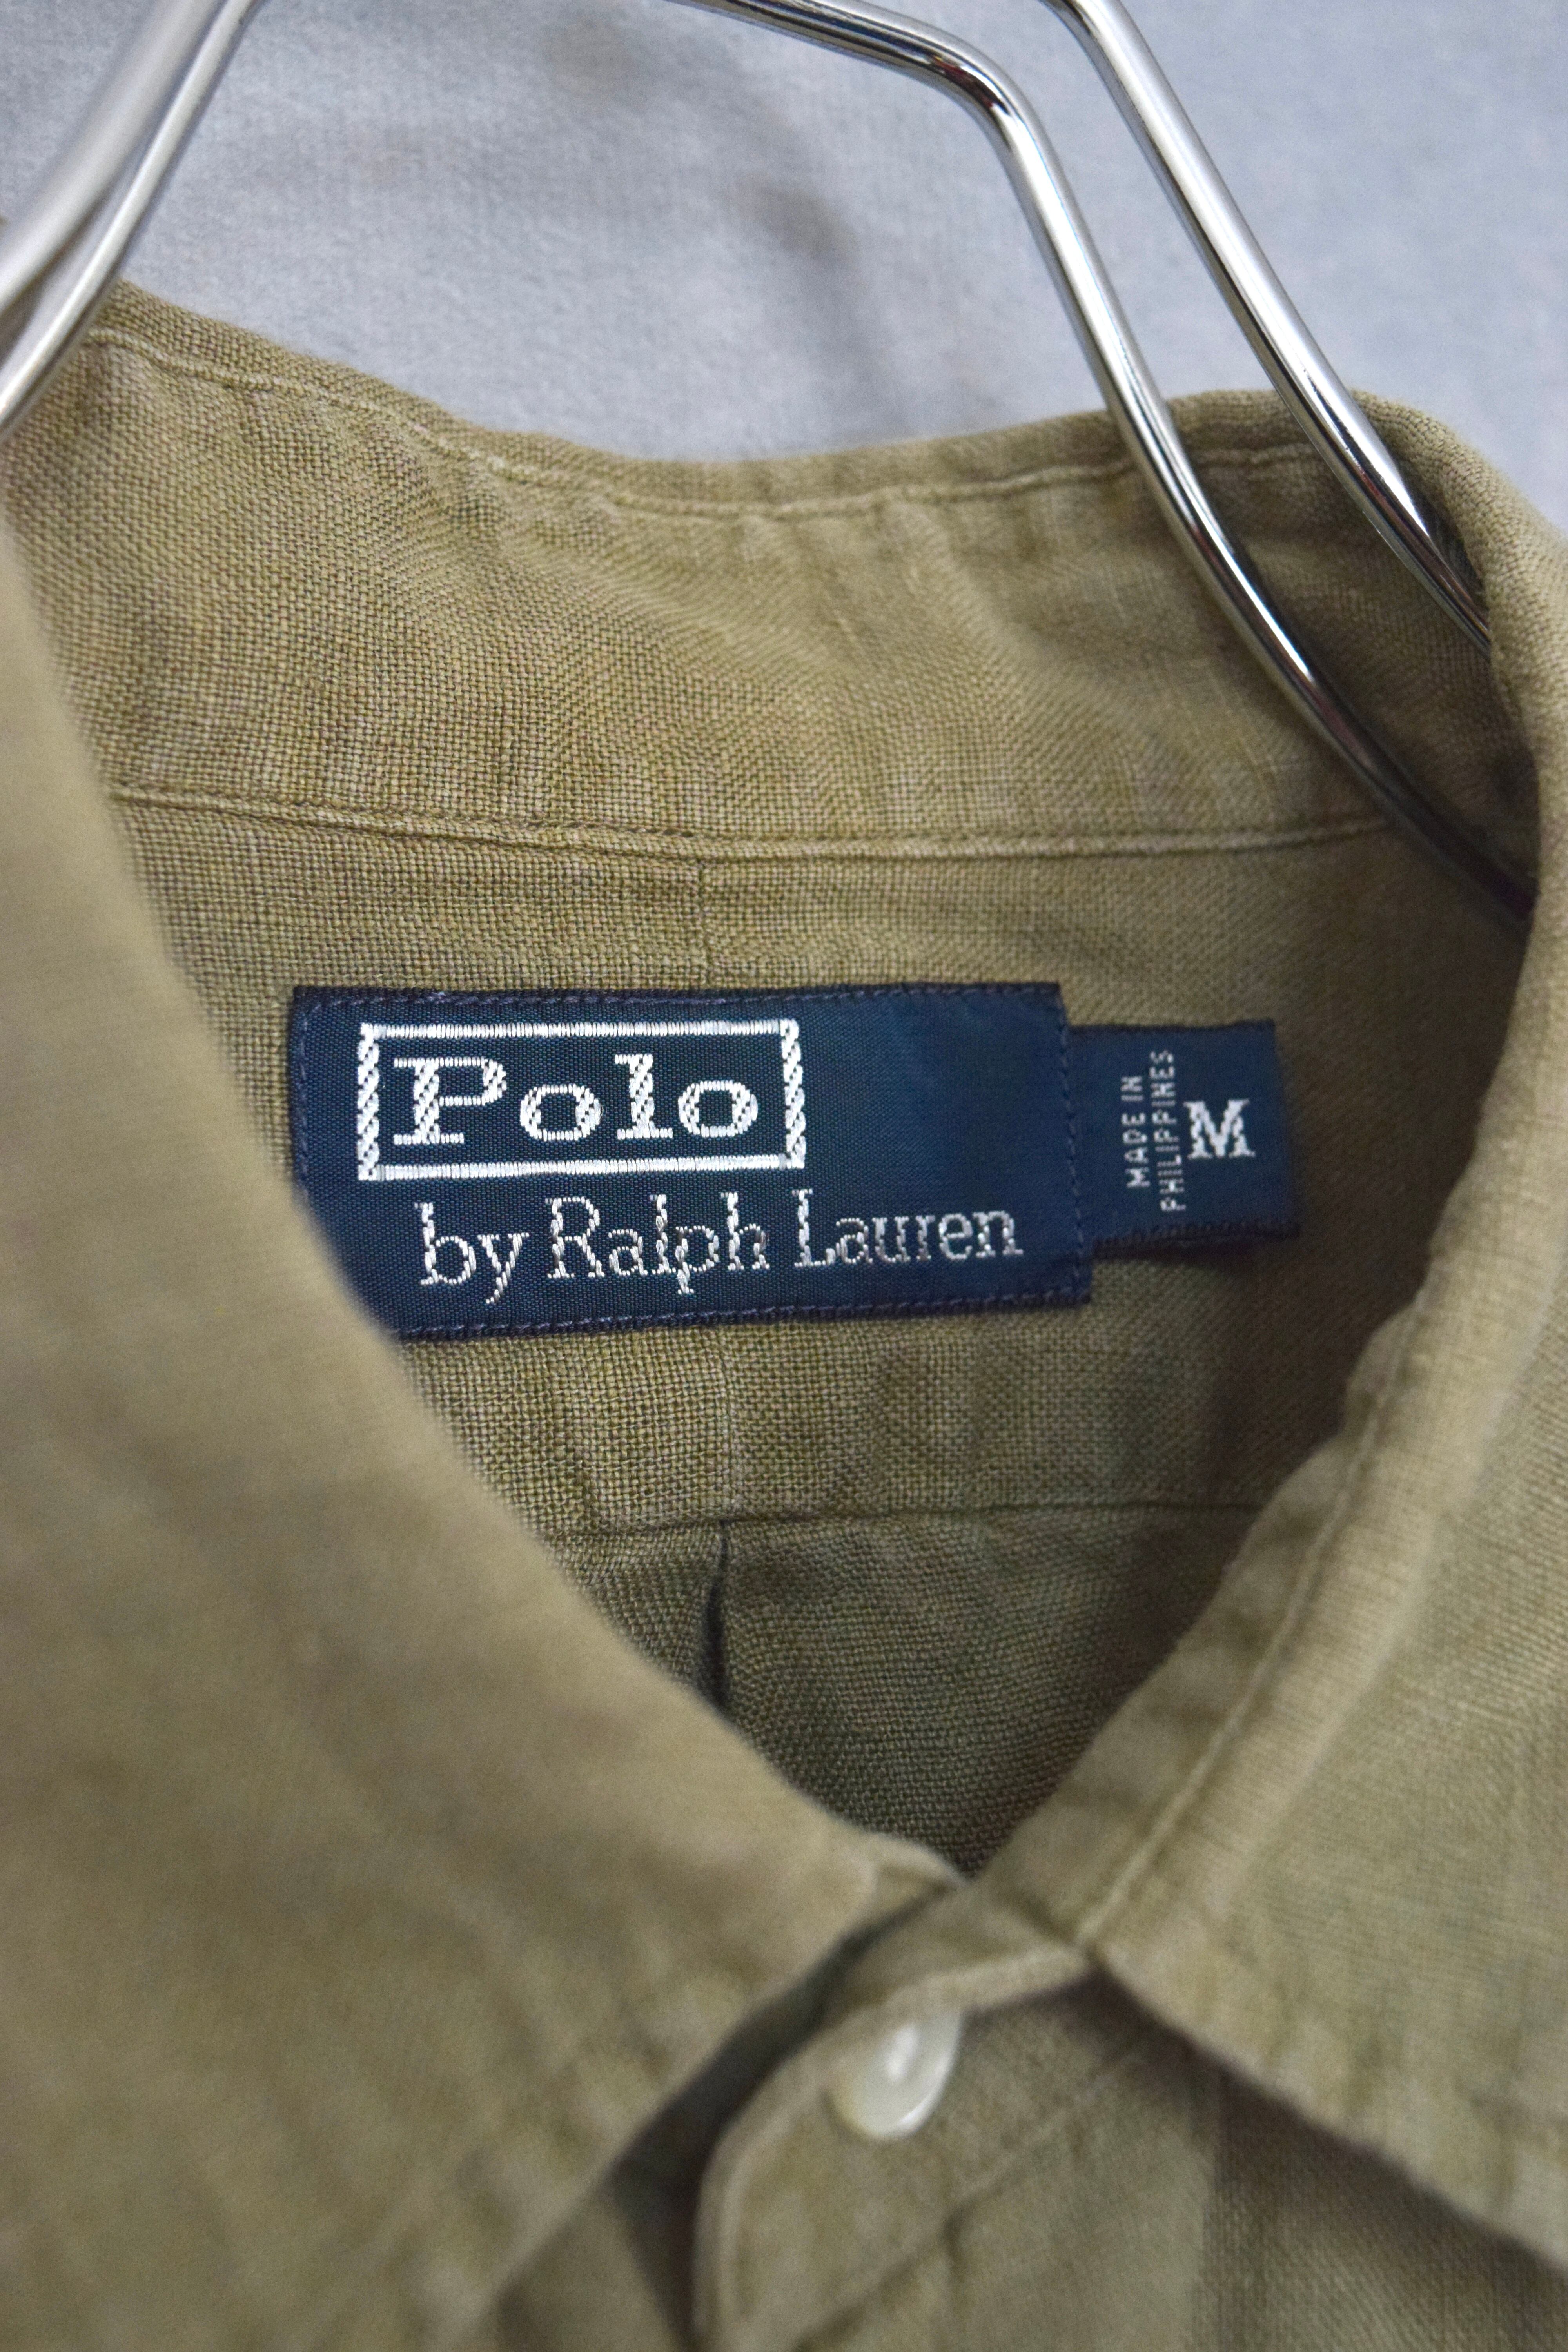 Polo
by Ralph Lauren
MADE IN
PHILIPPINES
M